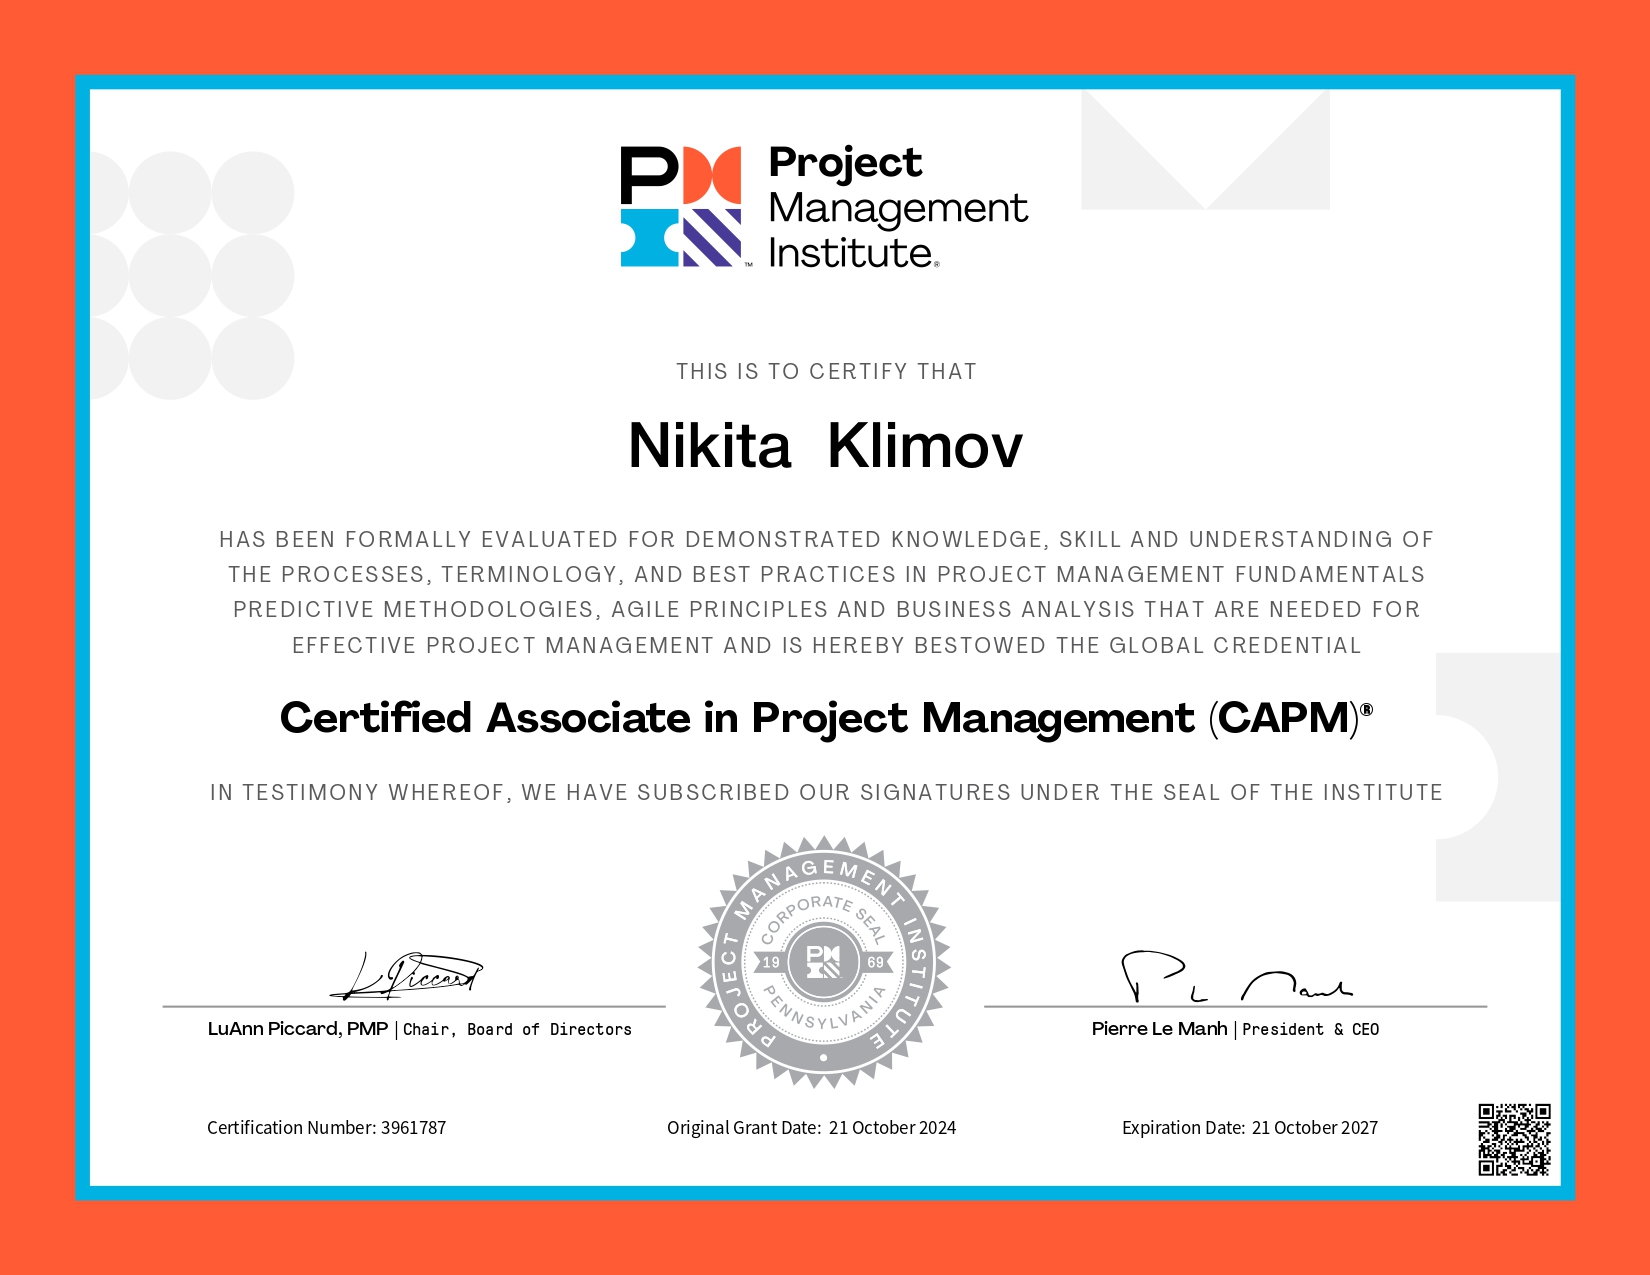 Project
Management
Institute®
™
THIS IS TO CERTIFY THAT
Nikita Klimov
HAS BEEN FORMALLY EVALUATED FOR DEMONSTRATED KNOWLEDGE, SKILL AND UNDERSTANDING OF
THE PROCESSES, TERMINOLOGY, AND BEST PRACTICES IN PROJECT MANAGEMENT FUNDAMENTALS
PREDICTIVE METHODOLOGIES, AGILE PRINCIPLES AND BUSINESS ANALYSIS THAT ARE NEEDED FOR
EFFECTIVE PROJECT MANAGEMENT AND IS HEREBY BESTOWED THE GLOBAL CREDENTIAL
Certified Associate in Project Management (CAPM)®
IN TESTIMONY WHEREOF, WE HAVE SUBSCRIBED OUR SIGNATURES UNDER THE SEAL OF THE INSTITUTE
PROJECT MANAGEMENT INSTITUTE
CORPORATE SEAL
19 69
PENNSYLVANIA
L Piccard
LuAnn Piccard, PMP | Chair, Board of Directors
P L Manh
Pierre Le Manh | President & CEO
Certification Number: 3961787
Original Grant Date: 21 October 2024
Expiration Date: 21 October 2027